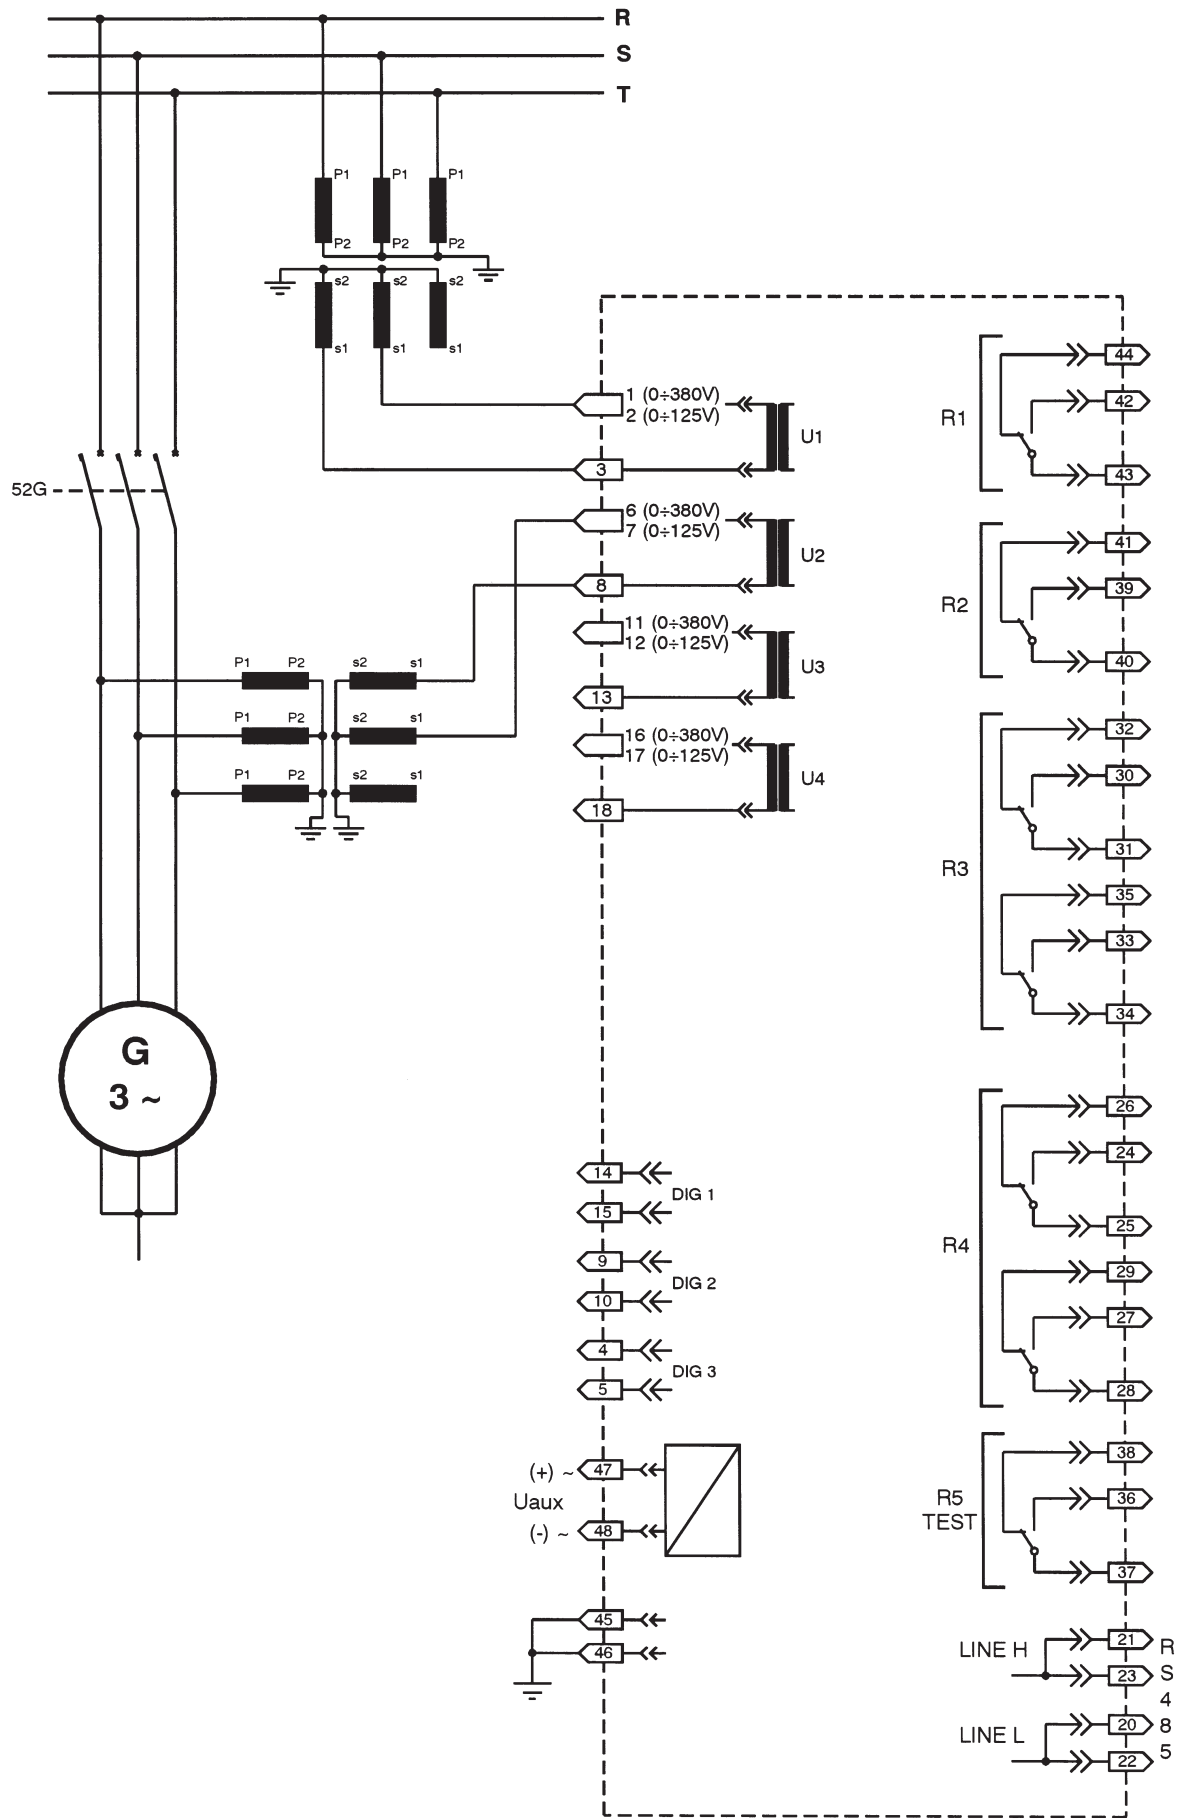 R
S
T
P1 P1 P1
P2 P2 P2
s2 s2 s2
s1 s1 s1
52G
1 (0÷380V)
2 (0÷125V)
U1
3
6 (0÷380V)
7 (0÷125V)
U2
8
11 (0÷380V)
12 (0÷125V)
U3
13
16 (0÷380V)
17 (0÷125V)
U4
18
P1 P2 s2 s1
P1 P2 s2 s1
P1 P2 s2 s1
G
3 ~
14
DIG 1
15
9
DIG 2
10
4
DIG 3
5
(+) ~ 47
Uaux
(-) ~ 48
45
46
R1
44
42
43
R2
41
39
40
R3
32
30
31
35
33
34
R4
26
24
25
29
27
28
R5
TEST
38
36
37
LINE H
21
23
LINE L
20
22
R
S
4
8
5